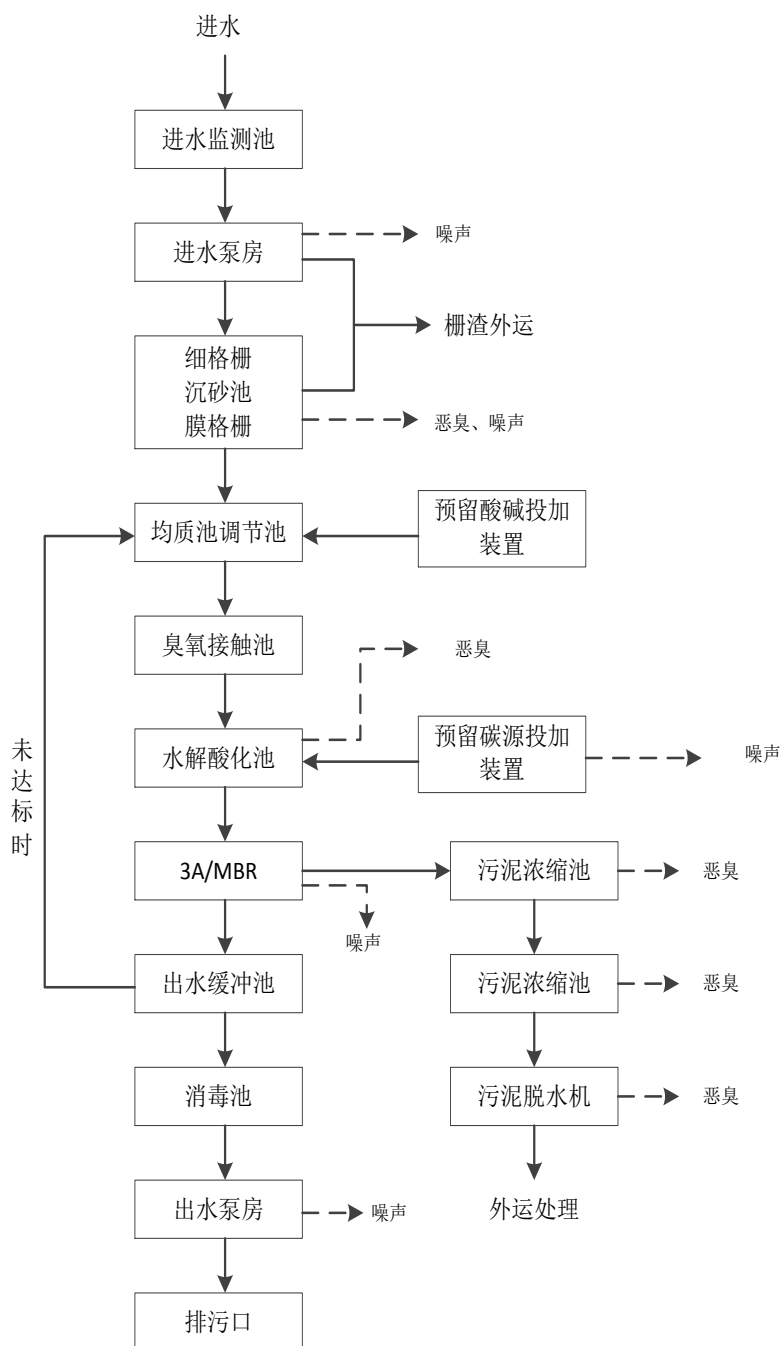 进水
进水监测池
进水泵房
噪声
栅渣外运
细格栅
沉砂池
膜格栅
恶臭、噪声
均质池调节池
预留酸碱投加
装置
臭氧接触池
恶臭
水解酸化池
预留碳源投加
装置
噪声
未达标时
3A/MBR
噪声
污泥浓缩池
恶臭
出水缓冲池
污泥浓缩池
恶臭
消毒池
污泥脱水机
恶臭
出水泵房
噪声
外运处理
排污口